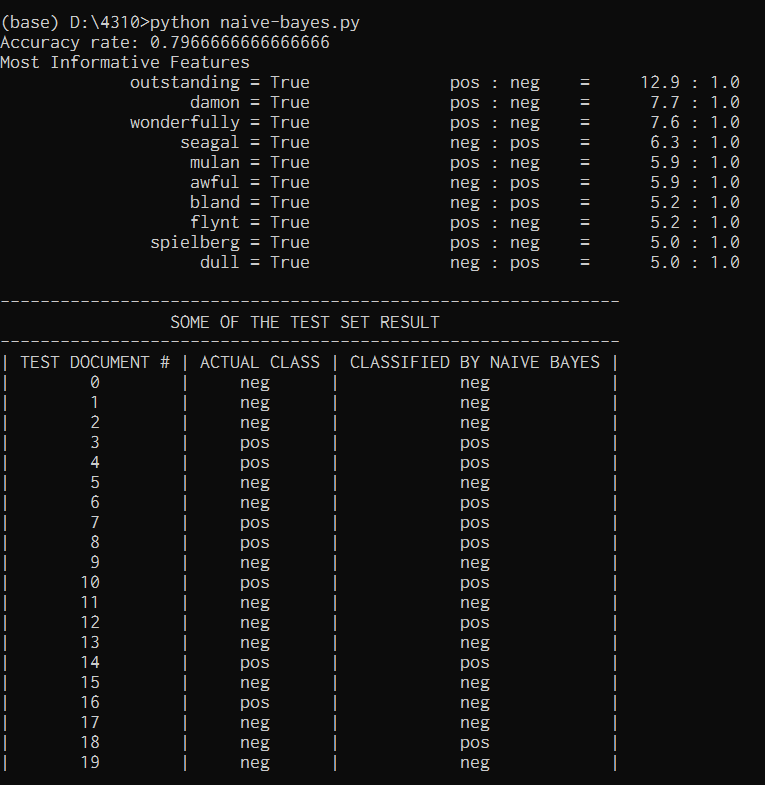 (base) D:\4310>python naive-bayes.py
Accuracy rate: 0.7966666666666666
Most Informative Features
outstanding = True pos : neg = 12.9 : 1.0
damon = True pos : neg = 7.7 : 1.0
wonderfully = True pos : neg = 7.6 : 1.0
seagal = True neg : pos = 6.3 : 1.0
mulan = True pos : neg = 5.9 : 1.0
awful = True neg : pos = 5.9 : 1.0
bland = True neg : pos = 5.2 : 1.0
flynt = True pos : neg = 5.2 : 1.0
spielberg = True pos : neg = 5.0 : 1.0
dull = True neg : pos = 5.0 : 1.0
--------------------------------------------------------------
SOME OF THE TEST SET RESULT
--------------------------------------------------------------
| TEST DOCUMENT # | ACTUAL CLASS | CLASSIFIED BY NAIVE BAYES |
| 0 | neg | neg |
| 1 | neg | neg |
| 2 | neg | neg |
| 3 | pos | pos |
| 4 | pos | pos |
| 5 | neg | neg |
| 6 | neg | pos |
| 7 | pos | pos |
| 8 | pos | pos |
| 9 | neg | neg |
| 10 | pos | pos |
| 11 | neg | neg |
| 12 | neg | pos |
| 13 | neg | neg |
| 14 | pos | pos |
| 15 | neg | neg |
| 16 | pos | neg |
| 17 | neg | neg |
| 18 | neg | pos |
| 19 | neg | neg |